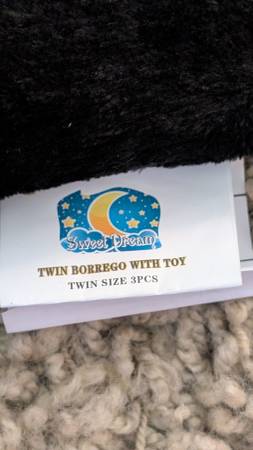 Sweet Dream
TWIN BORREGO WITH TOY
TWIN SIZE 3PCS